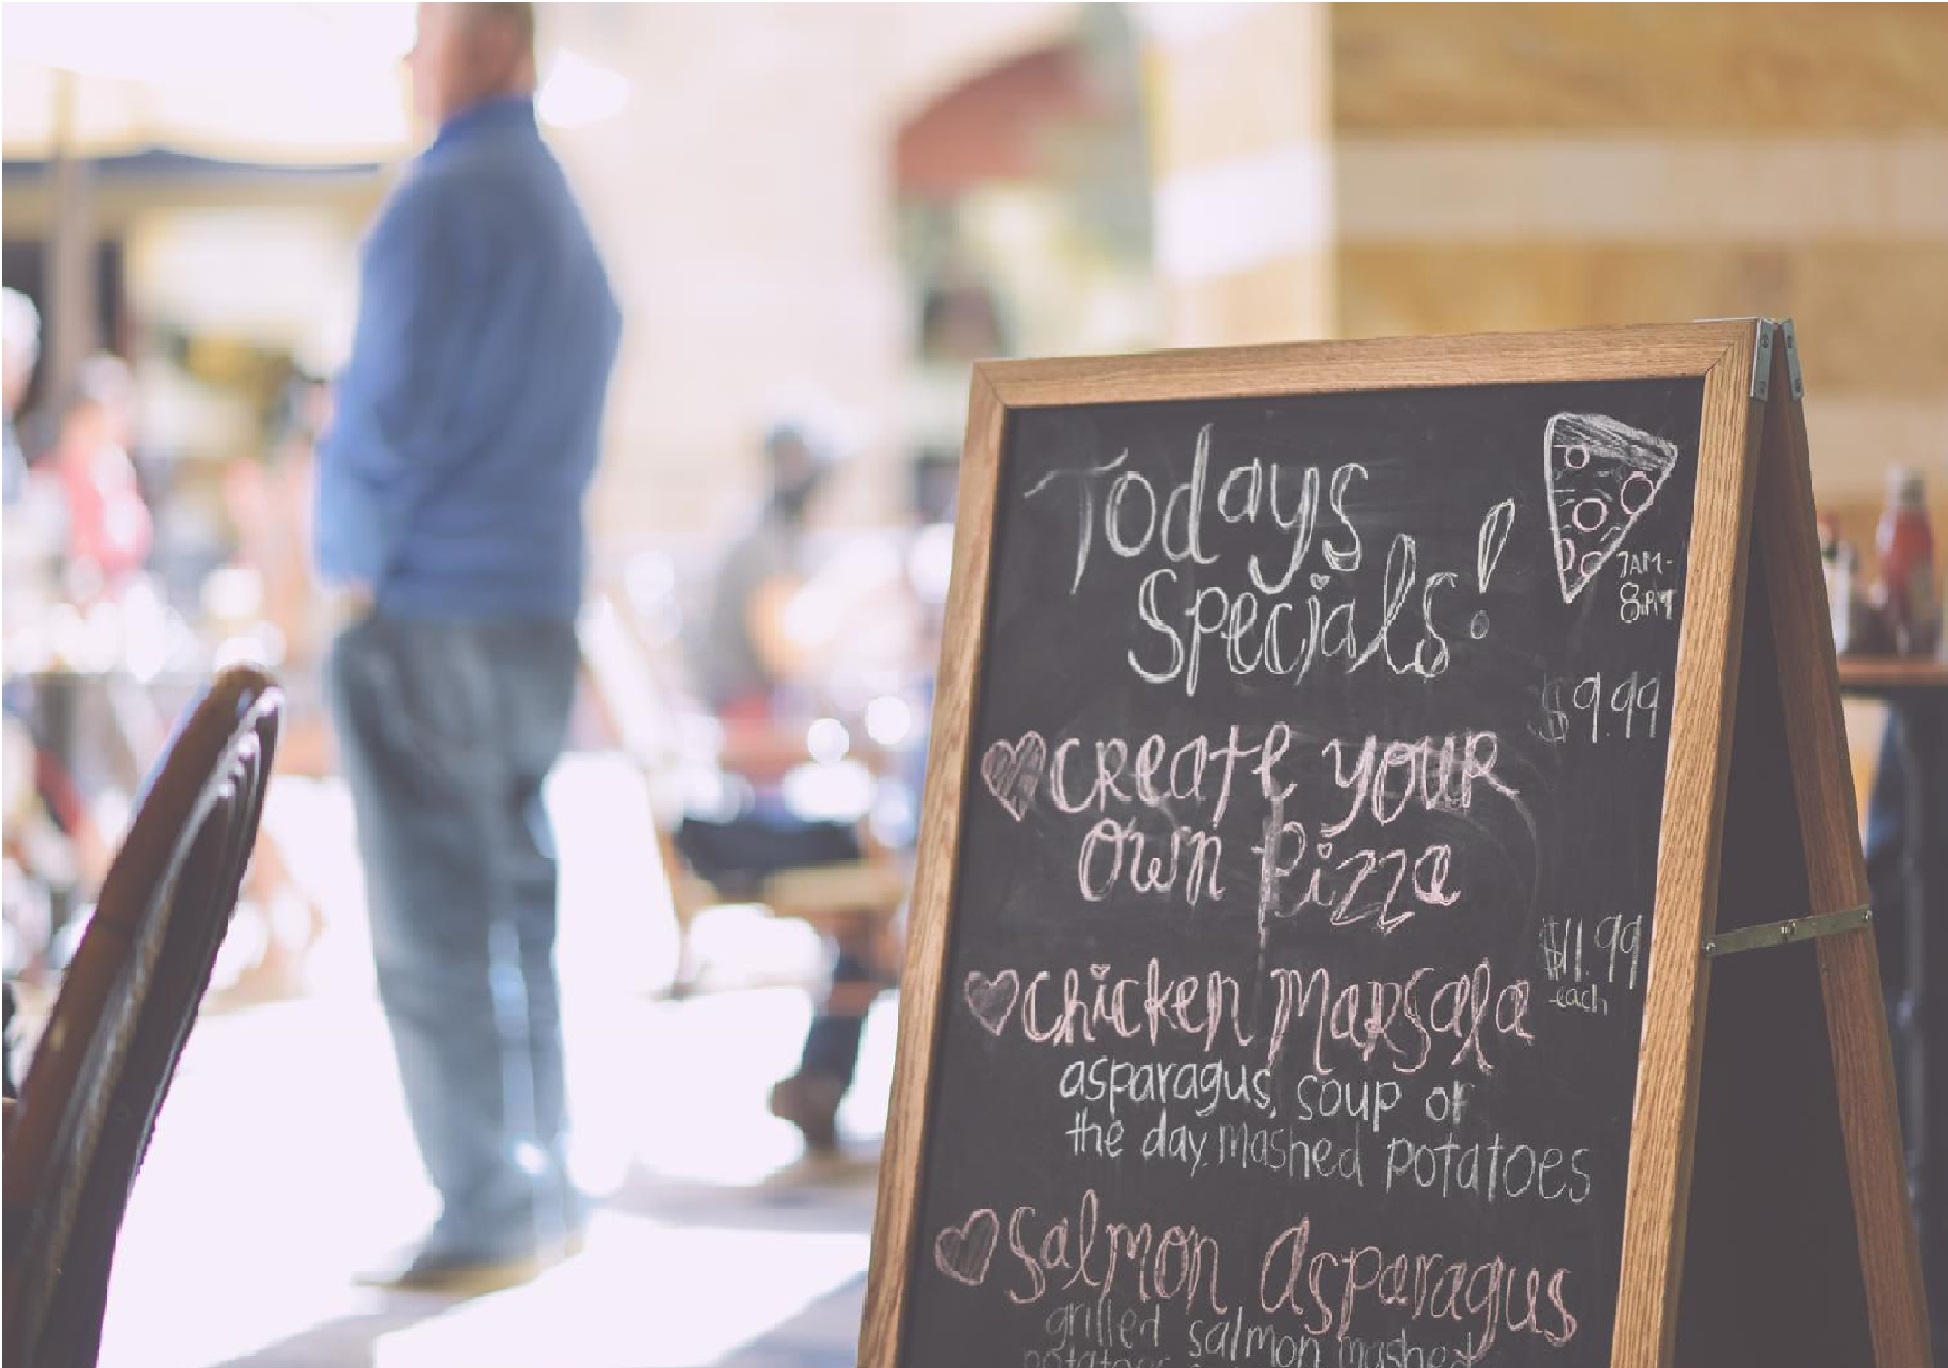 Todays
Specials!
7AM-
8PM
$9.99
create your
own Pizza
$11.99
each
chicken Marsala
asparagus, soup of
the day, mashed potatoes
Salmon Asparagus
grilled salmon mashed
potatoes